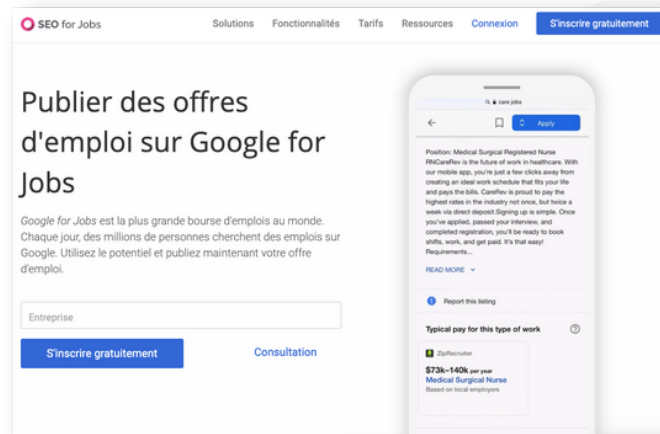 SEO for Jobs
Solutions Fonctionnalités Tarifs Ressources Connexion S'inscrire gratuitement
Publier des offres
d'emploi sur Google for
Jobs
Google for Jobs est la plus grande bourse d'emplois au monde.
Chaque jour, des millions de personnes cherchent des emplois sur
Google. Utilisez le potentiel et publiez maintenant votre offre
d'emploi.
Entreprise
S'inscrire gratuitement Consultation
care jobs
Apply
Position: Medical Surgical Registered Nurse
RNCareRev is the future of work in healthcare. With
our mobile app, you're just a few clicks away from
creating an ideal work schedule that fits your life
and pays the bills. CareRev is proud to pay the
highest rates in the industry not once, but twice a
week via direct deposit.Signing up is simple. Once
you've applied, passed your interview, and
completed registration, you'll be ready to book
shifts, work, and get paid. It's that easy!
Requirements...
READ MORE
Report this listing
Typical pay for this type of work
ZipRecruiter
$73k–140k per year
Medical Surgical Nurse
Based on local employers